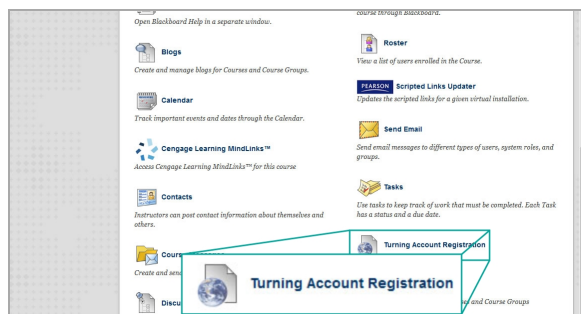 Open Blackboard Help in a separate window.
Blogs
Create and manage blogs for Courses and Course Groups.
Calendar
Track important events and dates through the Calendar.
Cengage Learning MindLinks™
Access Cengage Learning MindLinks™ for this course
Contacts
Instructors can post contact information about themselves and
others.
Cours
Create and send
Discu
course through Blackboard.
Roster
View a list of users enrolled in the Course.
PEARSON Scripted Links Updater
Updates the scripted links for a given virtual installation.
Send Email
Send email messages to different types of users, system roles, and
groups.
Tasks
Use tasks to keep track of work that must be completed. Each Task
has a status and a due date.
Turning Account Registration
Turning Account Registration
and Course Groups